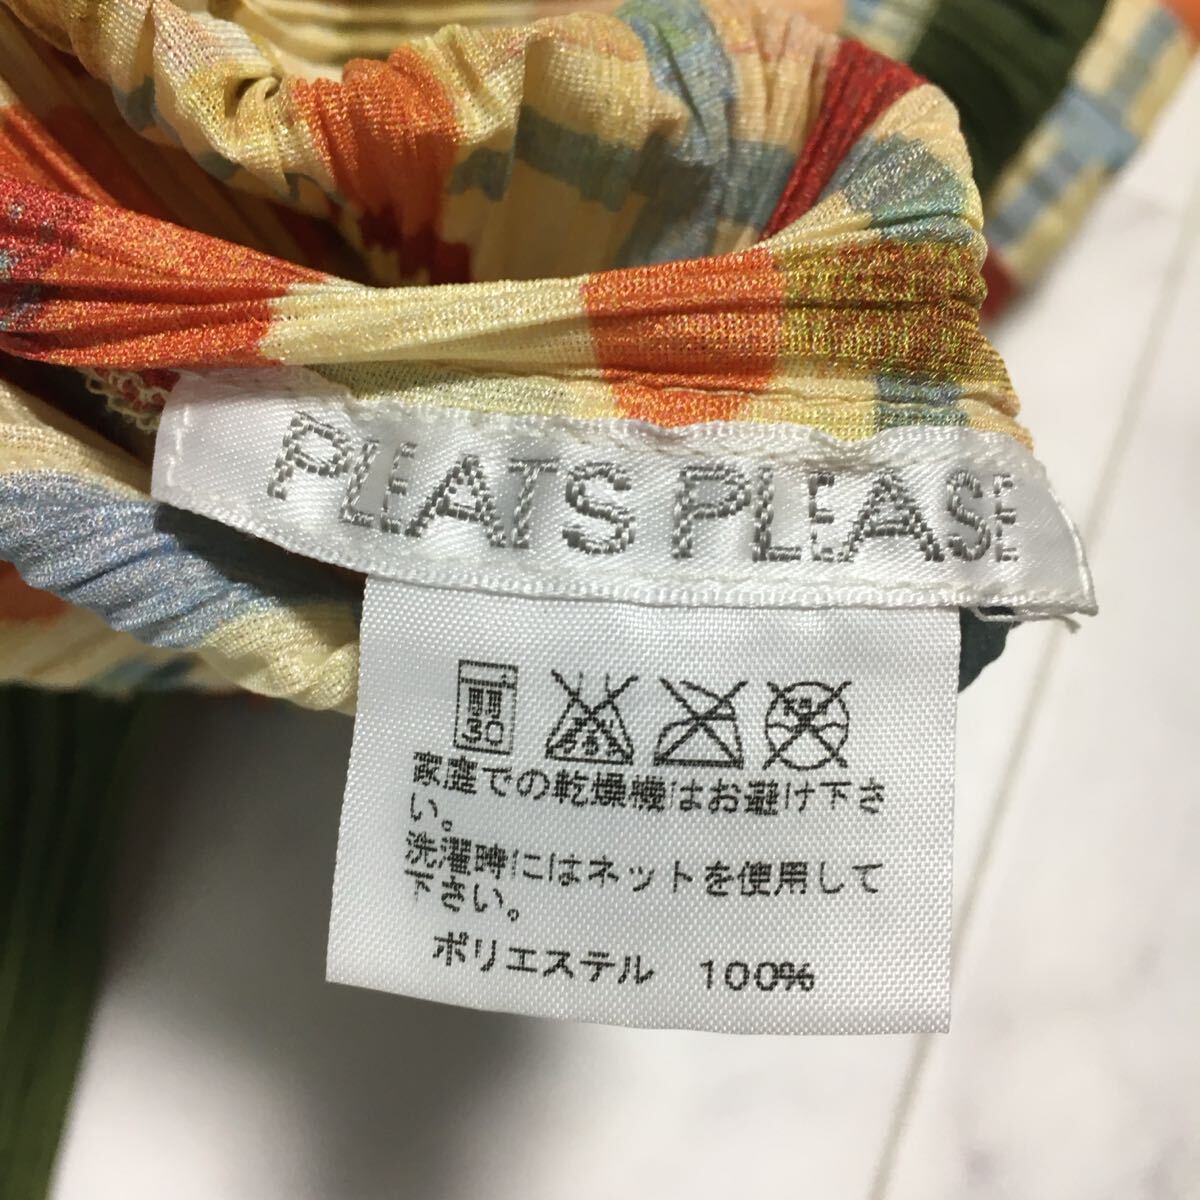 PLEATS PLEASE
30
家庭での乾燥機はお避け下さ
い。
洗濯時にはネットを使用して
下さい。
ポリエステル 100%